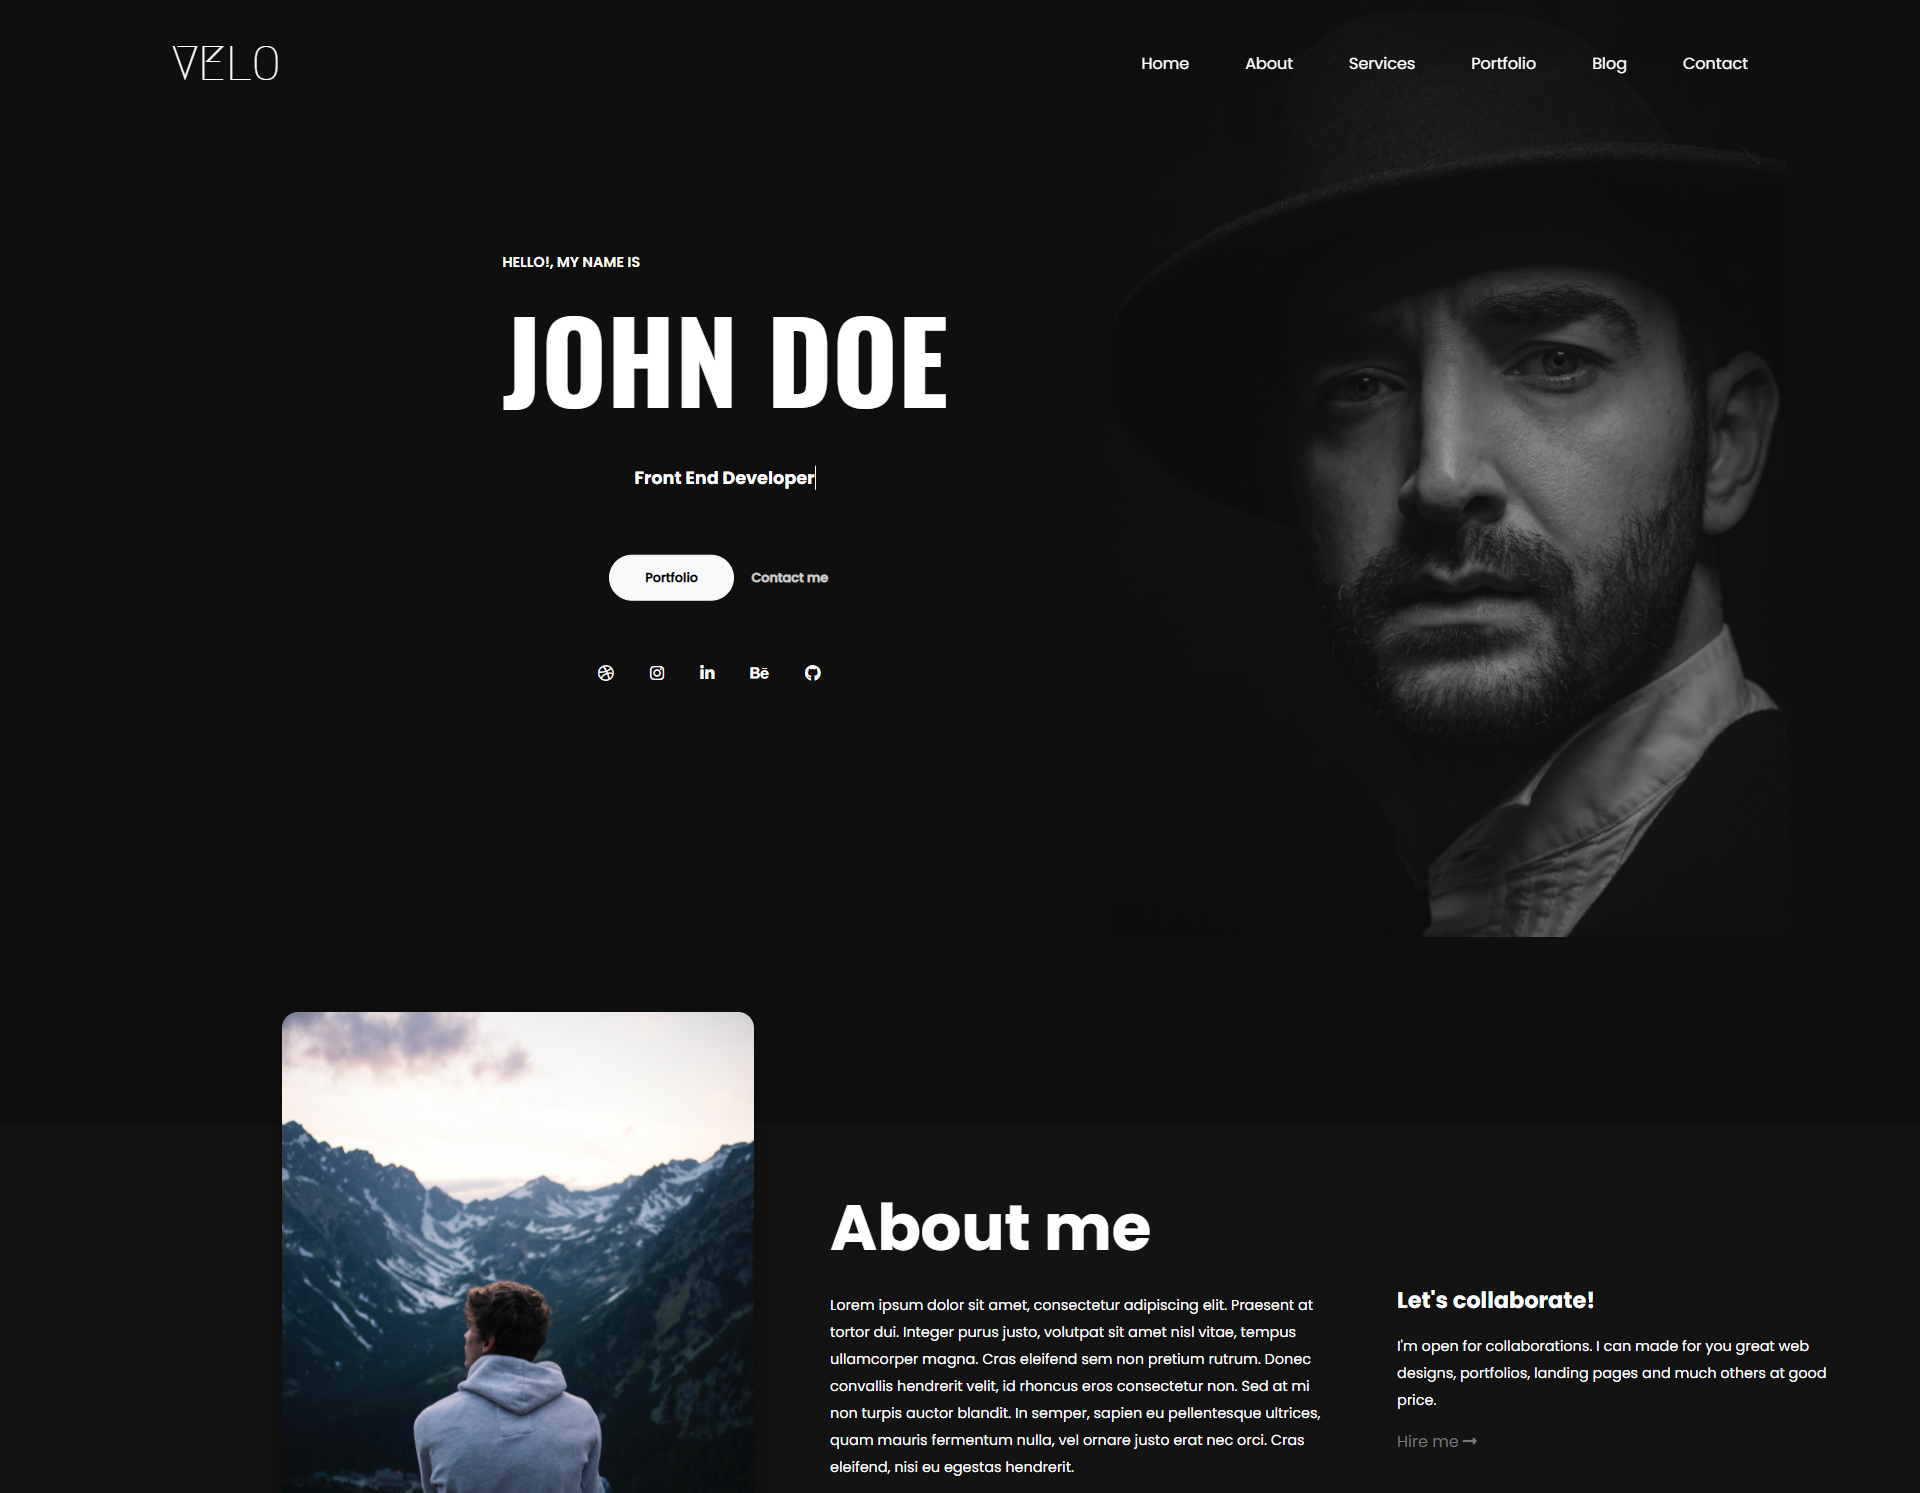 VELO
Home About Services Portfolio Blog Contact
HELLO!, MY NAME IS
JOHN DOE
Front End Developer
Portfolio Contact me
Bē
About me
Lorem ipsum dolor sit amet, consectetur adipiscing elit. Praesent at
tortor dui. Integer purus justo, volutpat sit amet nisl vitae, tempus
ullamcorper magna. Cras eleifend sem non pretium rutrum. Donec
convallis hendrerit velit, id rhoncus eros consectetur non. Sed at mi
non turpis auctor blandit. In semper, sapien eu pellentesque ultrices,
quam mauris fermentum nulla, vel ornare justo erat nec orci. Cras
eleifend, nisi eu egestas hendrerit.
Let's collaborate!
I'm open for collaborations. I can made for you great web
designs, portfolios, landing pages and much others at good
price.
Hire me